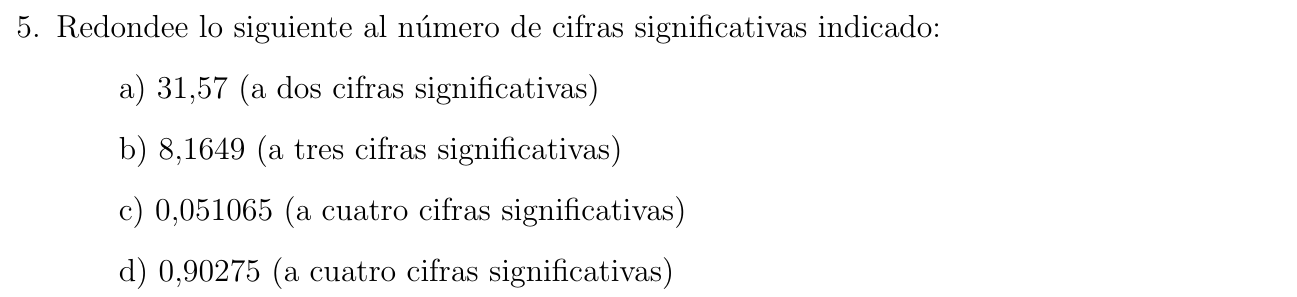 5. Redondee lo siguiente al número de cifras significativas indicado:
a) 31,57 (a dos cifras significativas)
b) 8,1649 (a tres cifras significativas)
c) 0,051065 (a cuatro cifras significativas)
d) 0,90275 (a cuatro cifras significativas)